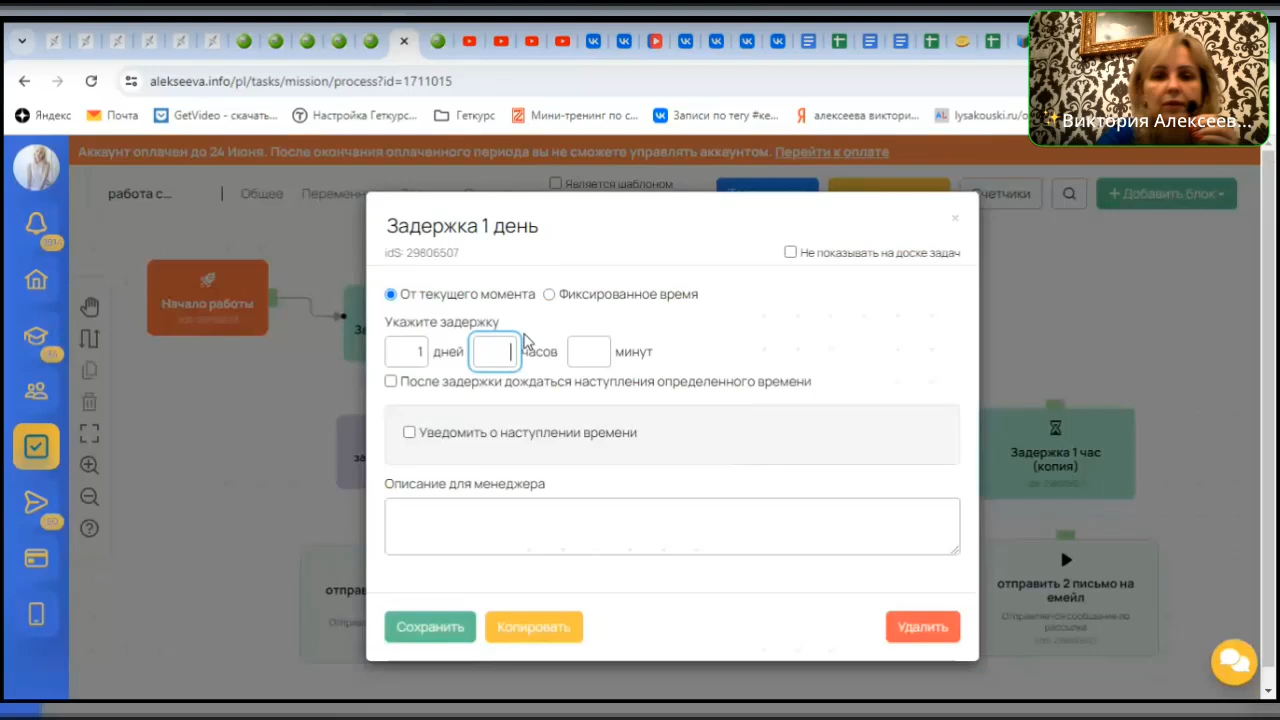 Виктория Алексеев...
alekseeva.info/pl/tasks/mission/process?id=1711015
Яндекс
Почта
GetVideo - скачать...
Настройка Геткурс...
Геткурс
Мини-тренинг по с...
Записи по тегу #ке...
алексеева виктори...
lysakouski.ru/o
Аккаунт оплачен до 24 Июня. После окончания оплаченного периода вы не сможете управлять аккаунтом. Перейти к оплате
работа с...
Общее
Является шаблоном
+ Добавить блок
Начало работы
Задержка 1 день
idS: 29806507
Не показывать на доске задач
От текущего момента
Фиксированное время
Укажите задержку
1 дней
часов
минут
После задержки дождаться наступления определенного времени
Уведомить о наступлении времени
Описание для менеджера
Сохранить
Копировать
Удалить
Задержка 1 час
(копия)
отправить 2 письмо на
емейл
Отправляется сообщение по
рассылке